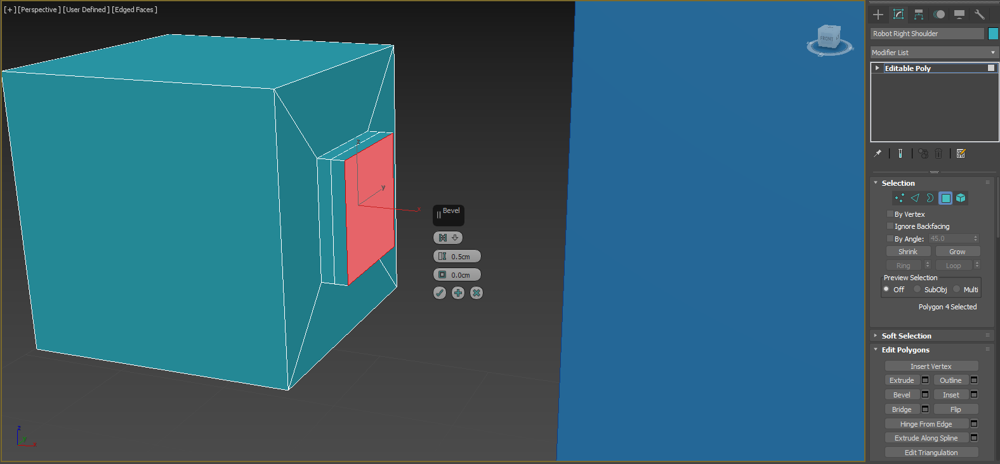 [+] [Perspective] [User Defined] [Edged Faces]
FRONT
z
y
x
Bevel
0.5cm
0.0cm
z
y
x
Robot Right Shoulder
Modifier List
Editable Poly
Selection
By Vertex
Ignore Backfacing
By Angle: 45.0
Shrink Grow
Ring Loop
Preview Selection
Off SubObj Multi
Polygon 4 Selected
Soft Selection
Edit Polygons
Insert Vertex
Extrude Outline
Bevel Inset
Bridge Flip
Hinge From Edge
Extrude Along Spline
Edit Triangulation